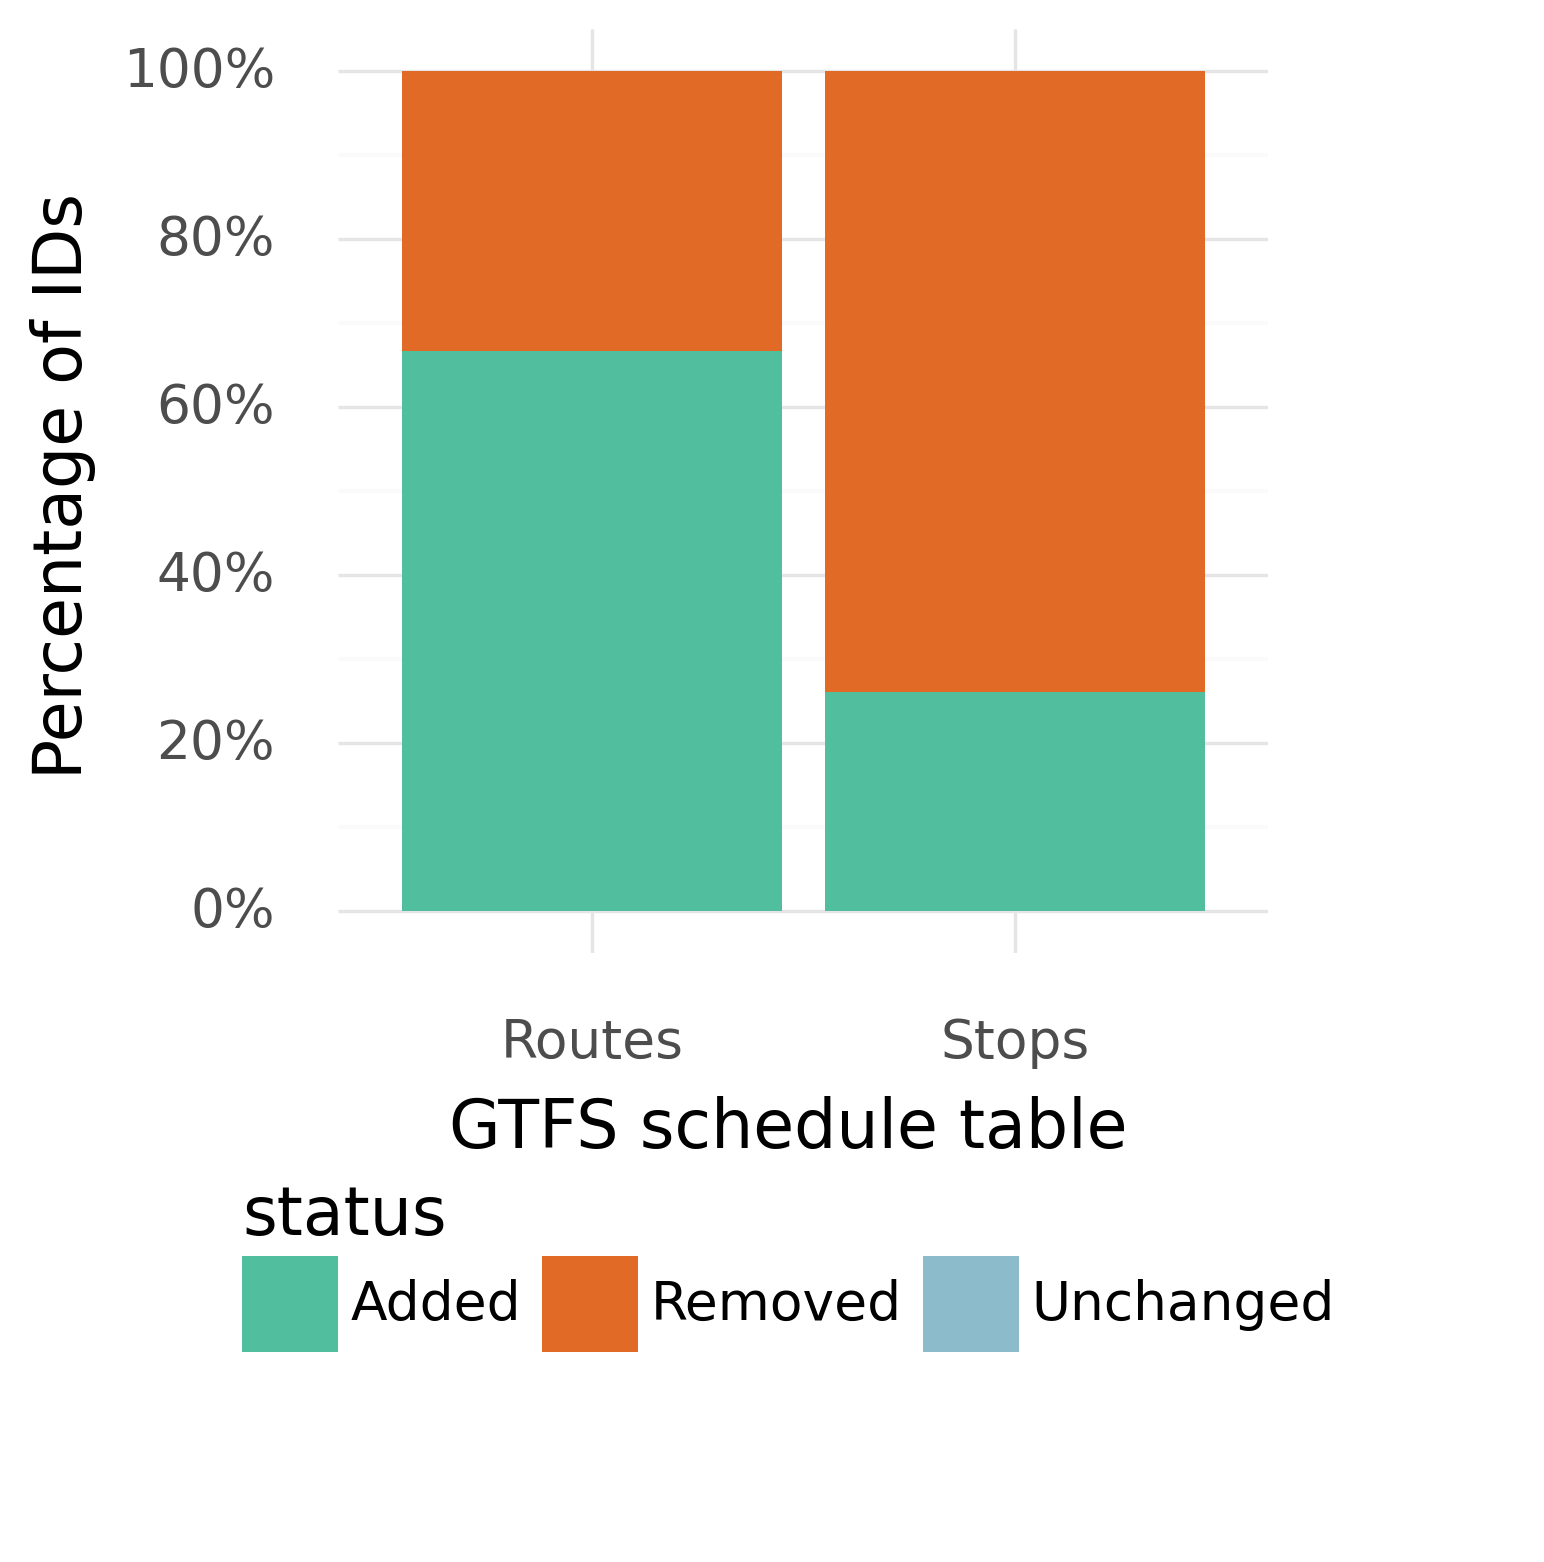 100%
80%
60%
40%
20%
0%
Percentage of IDs
Routes Stops
GTFS schedule table
status
Added Removed Unchanged